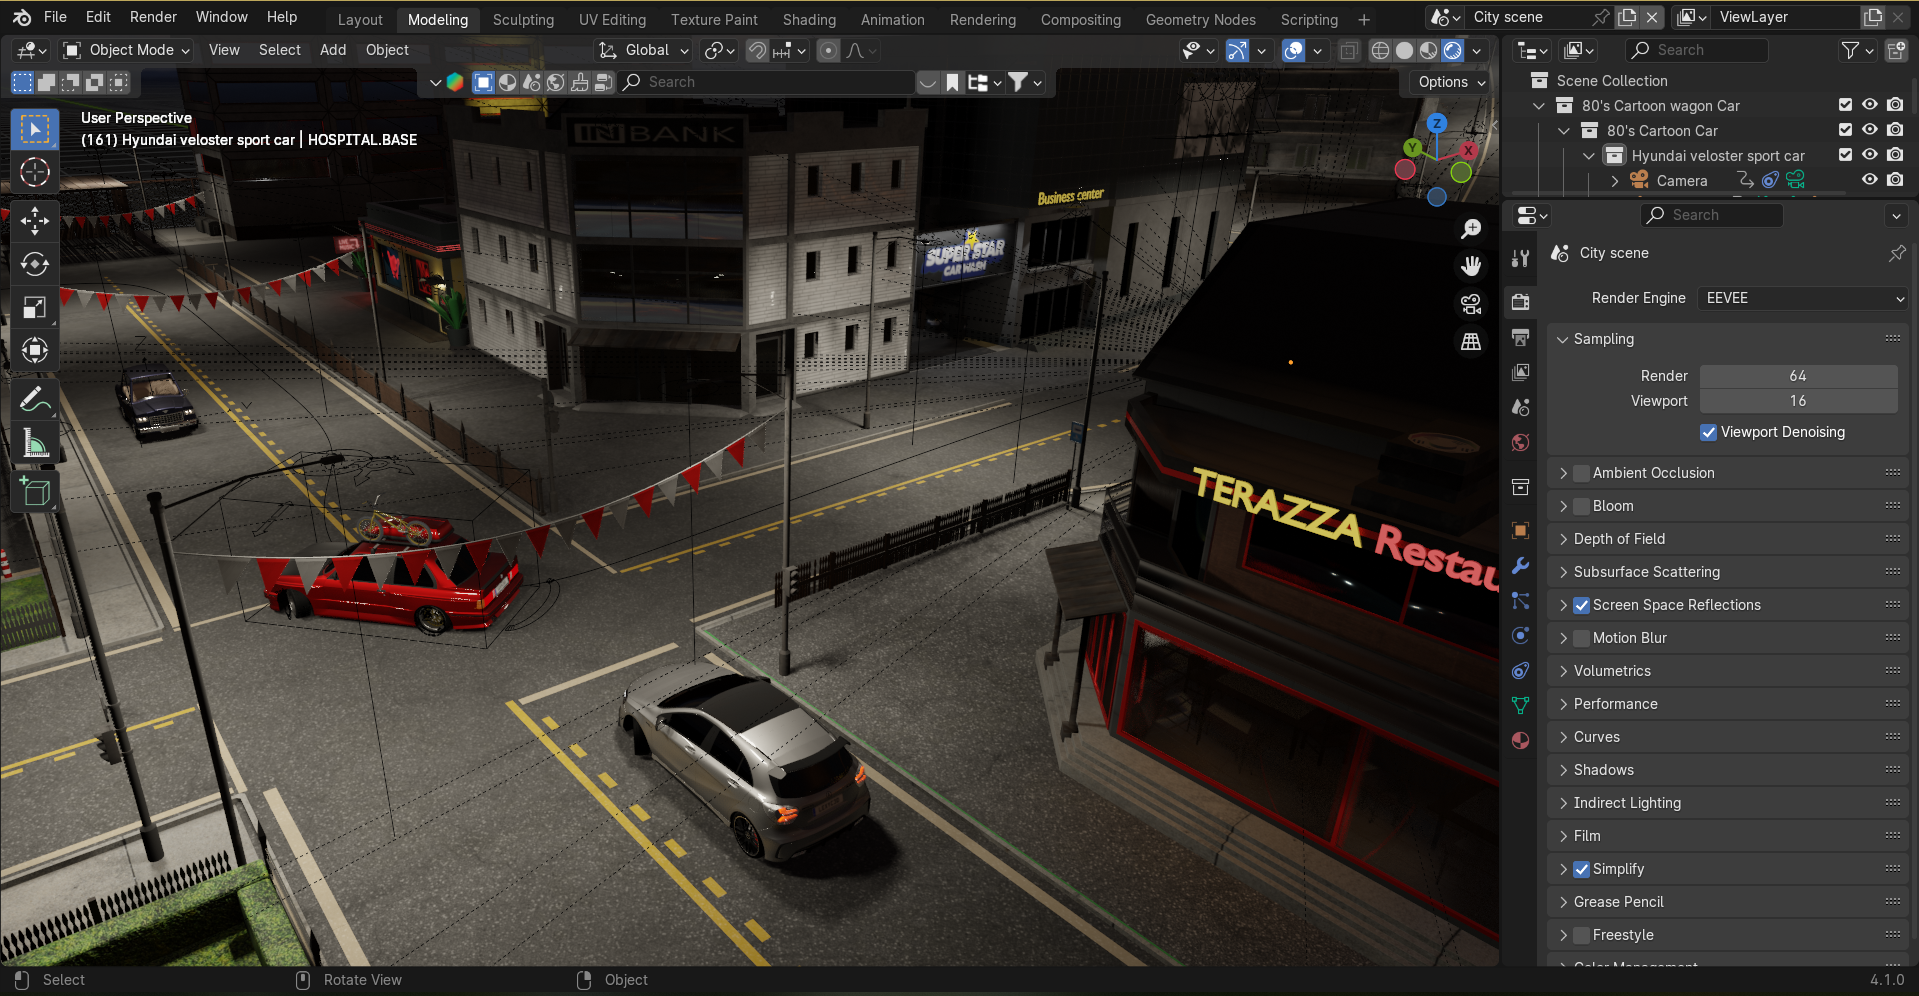 File Edit Render Window Help
Layout Modeling Sculpting UV Editing Texture Paint Shading Animation Rendering Compositing Geometry Nodes Scripting
City scene
ViewLayer
Object Mode
View Select Add Object
Global
Search
Search
Options
User Perspective
(161) Hyundai veloster sport car | HOSPITAL.BASE
Z
Y
X
Scene Collection
80's Cartoon wagon Car
80's Cartoon Car
Hyundai veloster sport car
Camera
Search
City scene
Render Engine EEVEE
Sampling
Render 64
Viewport 16
Viewport Denoising
Ambient Occlusion
Bloom
Depth of Field
Subsurface Scattering
Screen Space Reflections
Motion Blur
Volumetrics
Performance
Curves
Shadows
Indirect Lighting
Film
Simplify
Grease Pencil
Freestyle
Color Management
IN BANK
Business center
SUPER STAR
CAR WASH
TERAZZA Restau
Select
Rotate View
Object
4.1.0